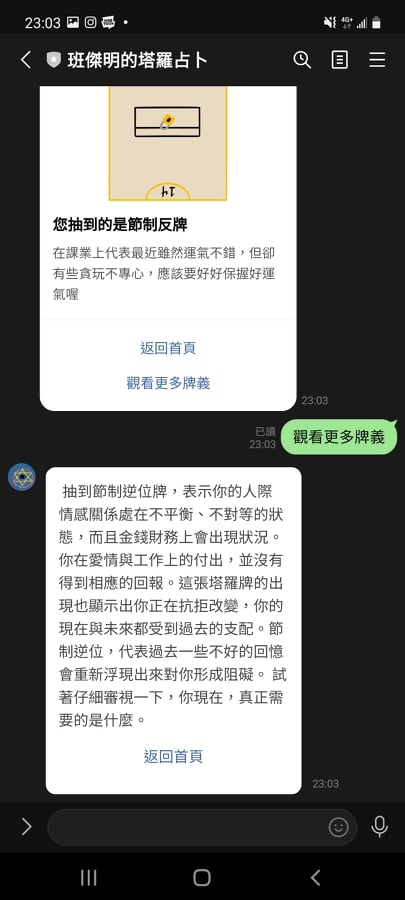 23:03
4G+
班傑明的塔羅占卜
14
您抽到的是節制反牌
在課業上代表最近雖然運氣不錯，但卻
有些貪玩不專心，應該要好好保握好運
氣喔
返回首頁
觀看更多牌義
23:03
已讀
23:03
觀看更多牌義
抽到節制逆位牌，表示你的人際
情感關係處在不平衡、不對等的狀
態，而且金錢財務上會出現狀況。
你在愛情與工作上的付出，並沒有
得到相應的回報。這張塔羅牌的出
現也顯示出你正在抗拒改變，你的
現在與未來都受到過去的支配。節
制逆位，代表過去一些不好的回憶
會重新浮現出來對你形成阻礙。 試
著仔細審視一下，你現在，真正需
要的是什麼。
返回首頁
23:03